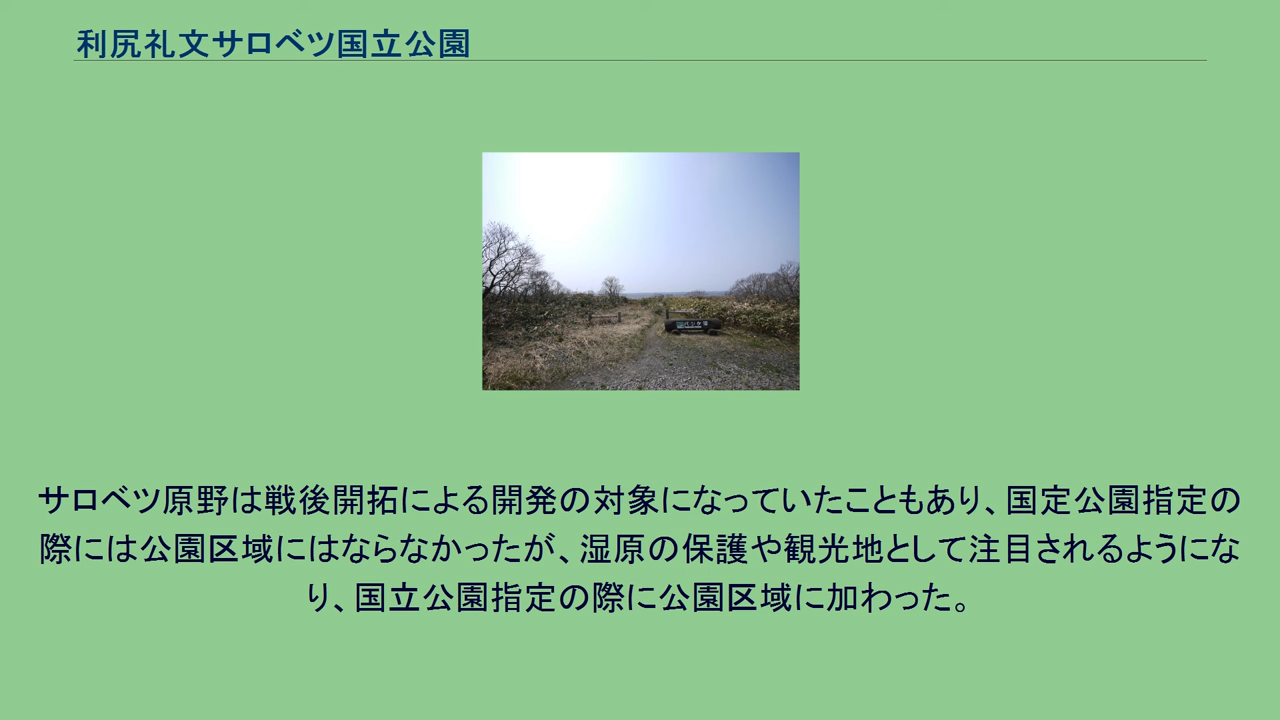 利尻礼文サロベツ国立公園
サロベツ原野は戦後開拓による開発の対象になっていたこともあり、国定公園指定の
際には公園区域にはならなかったが、湿原の保護や観光地として注目されるようにな
り、国立公園指定の際に公園区域に加わった。